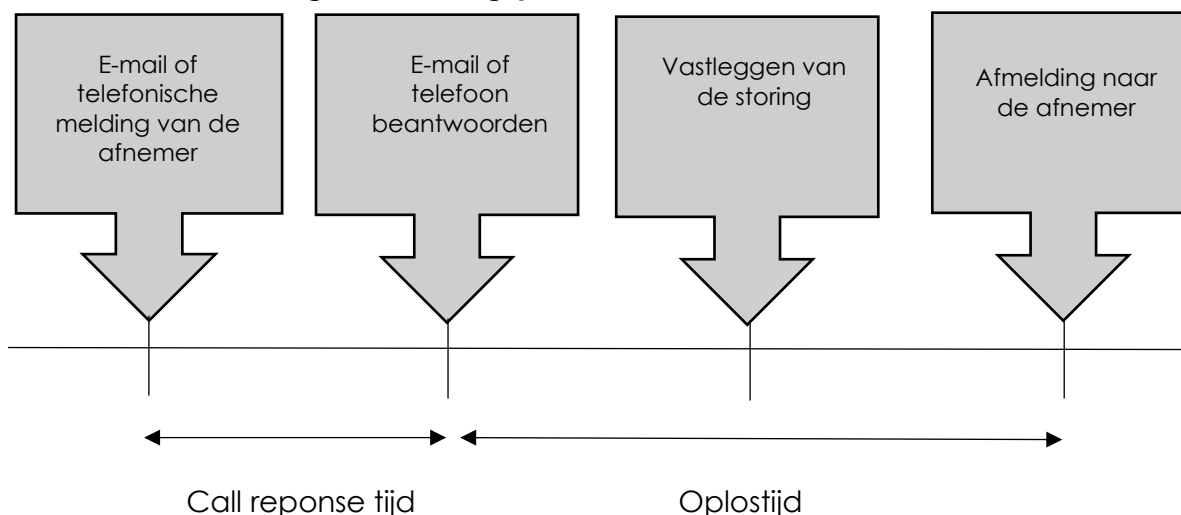 E-mail of
telefonische
melding van de
afnemer
E-mail of
telefoon
beantwoorden
Vastleggen van
de storing
Afmelding naar
de afnemer
Call reponse tijd
Oplostijd